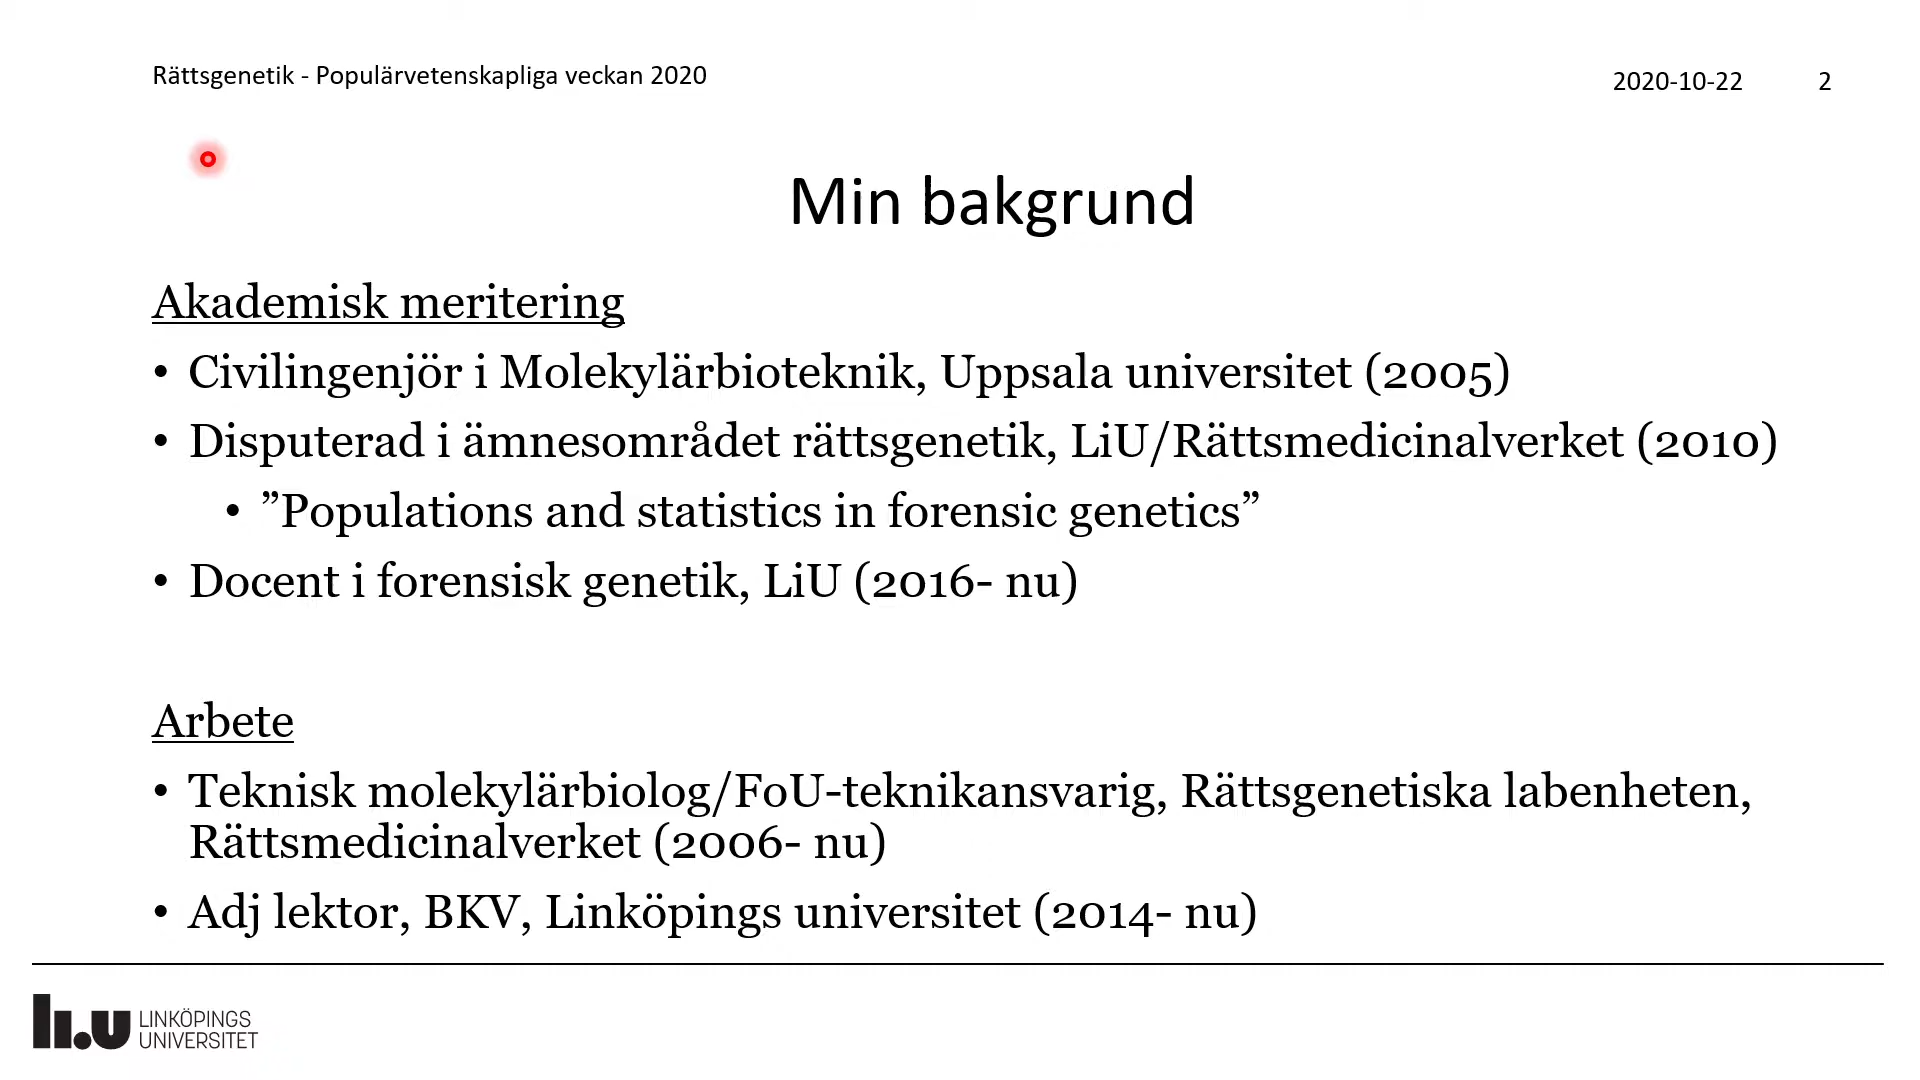 Rättsgenetik - Populärvetenskapliga veckan 2020
2020-10-22 2
Min bakgrund
Akademisk meritering
• Civilingenjör i Molekylärbioteknik, Uppsala universitet (2005)
• Disputerad i ämnesområdet rättsgenetik, LiU/Rättsmedicinalverket (2010)
• ”Populations and statistics in forensic genetics”
• Docent i forensisk genetik, LiU (2016- nu)
Arbete
• Teknisk molekylärbiolog/FoU-teknikansvarig, Rättsgenetiska labenheten,
Rättsmedicinalverket (2006- nu)
• Adj lektor, BKV, Linköpings universitet (2014- nu)
li.u LINKÖPINGS
UNIVERSITET